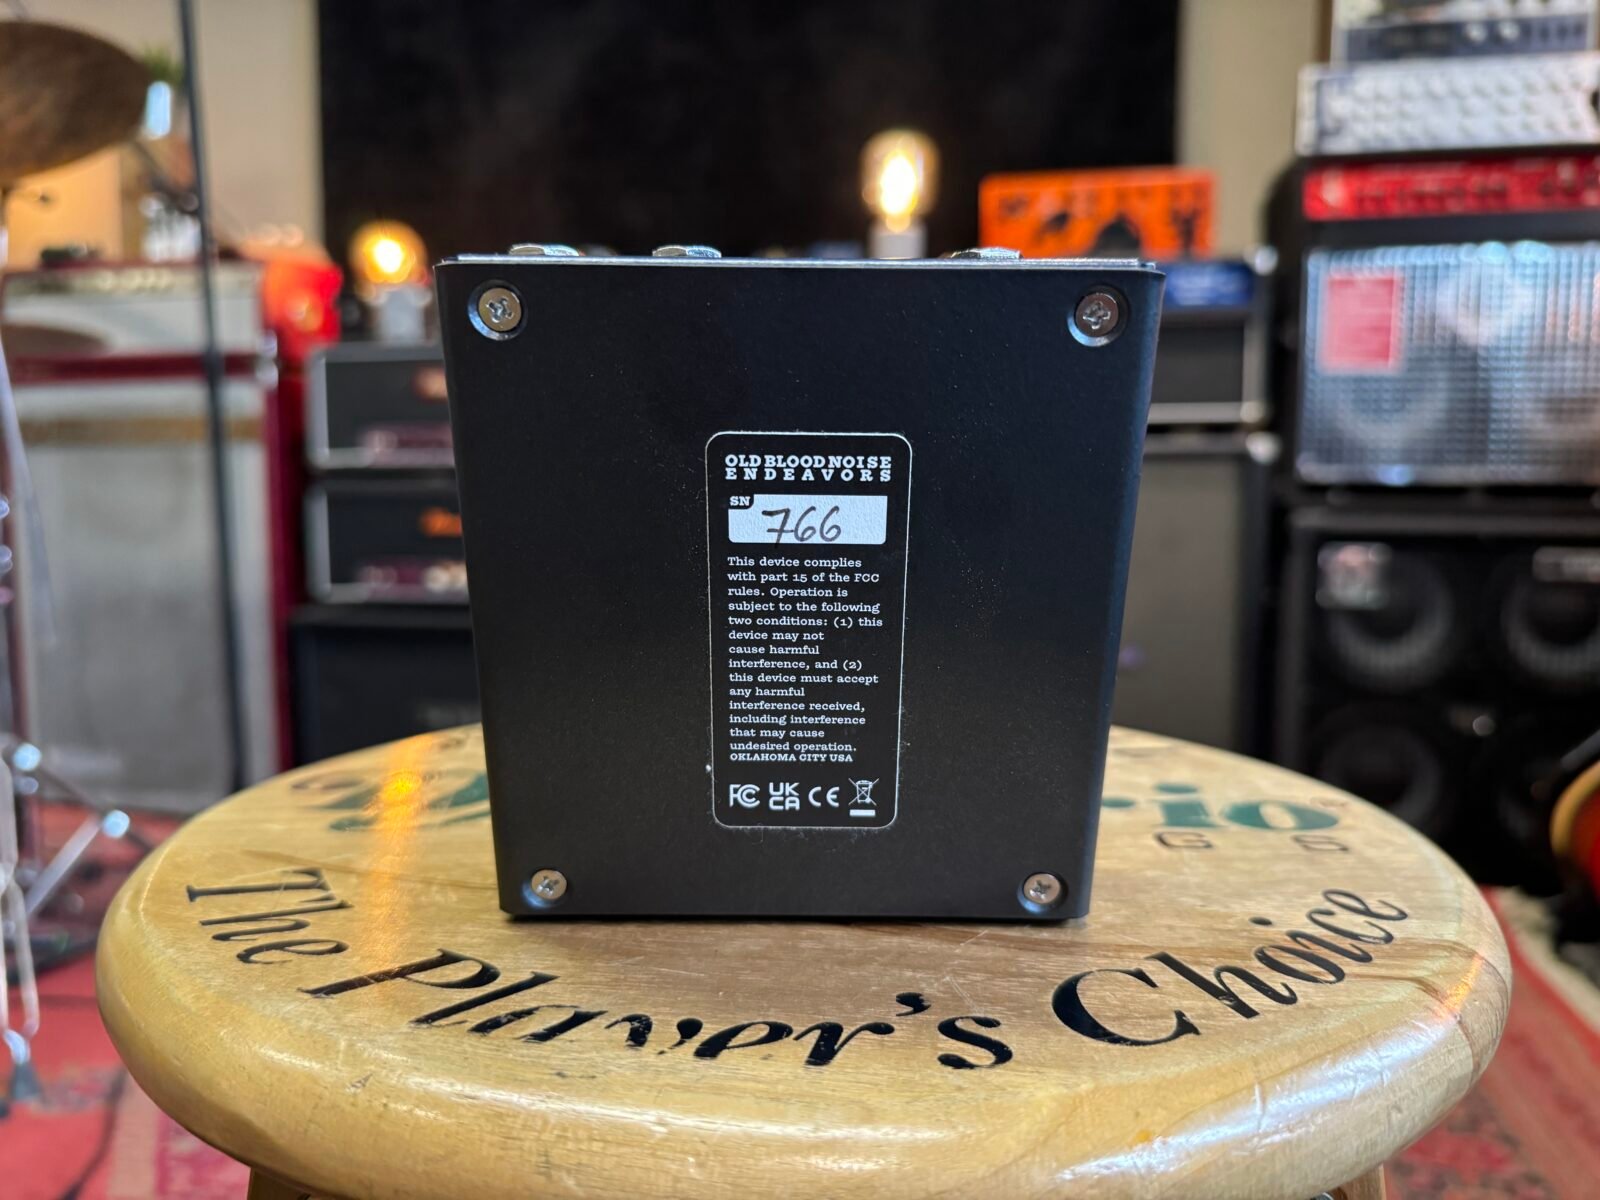 OLD BLOOD NOISE
ENDEAVORS
SN
766
This device complies
with part 15 of the FCC
rules. Operation is
subject to the following
two conditions: (1) this
device may not
cause harmful
interference, and (2)
this device must accept
any harmful
interference received,
including interference
that may cause
undesired operation.
OKLAHOMA CITY USA
FC UK CA CE
The Player's Choice